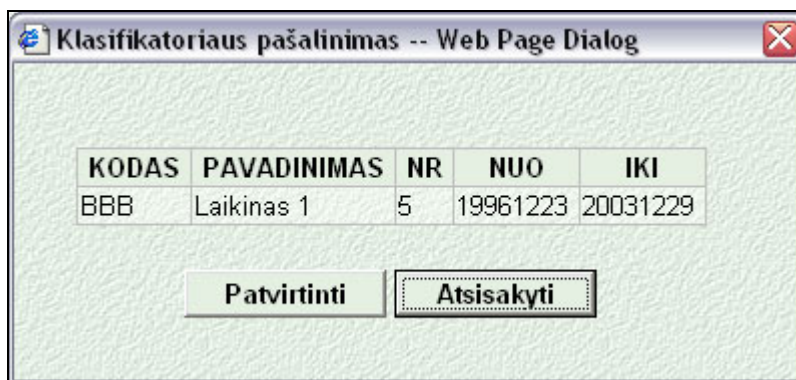 Klasifikatoriaus pašalinimas -- Web Page Dialog
KODAS PAVADINIMAS NR NUO IKI
BBB Laikinas 1 5 19961223 20031229
Patvirtinti Atsisakyti